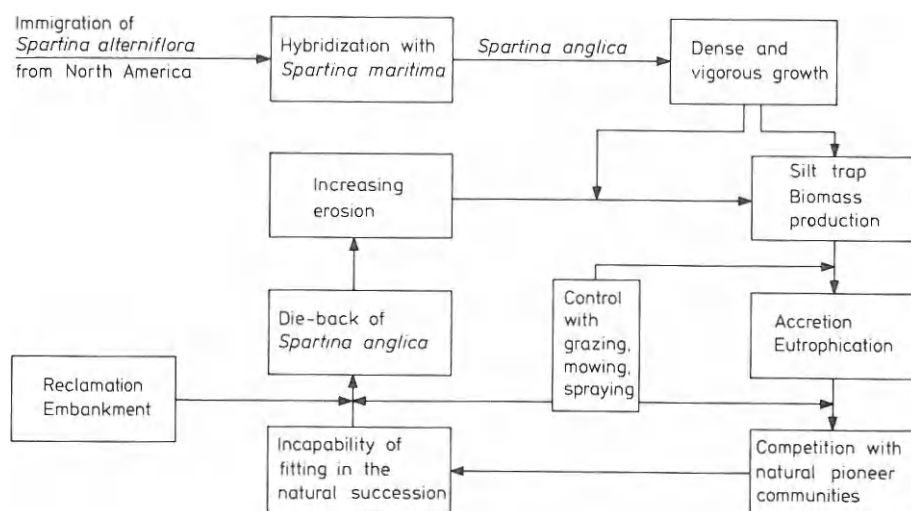 Immigration of
Spartina alterniflora
from North America
Hybridization with
Spartina maritima
Spartina anglica
Dense and
vigorous growth
Increasing
erosion
Silt trap
Biomass
production
Die-back of
Spartina anglica
Control
with
grazing,
mowing,
spraying
Accretion
Eutrophication
Reclamation
Embankment
Incapability of
fitting in the
natural succession
Competition with
natural pioneer
communities